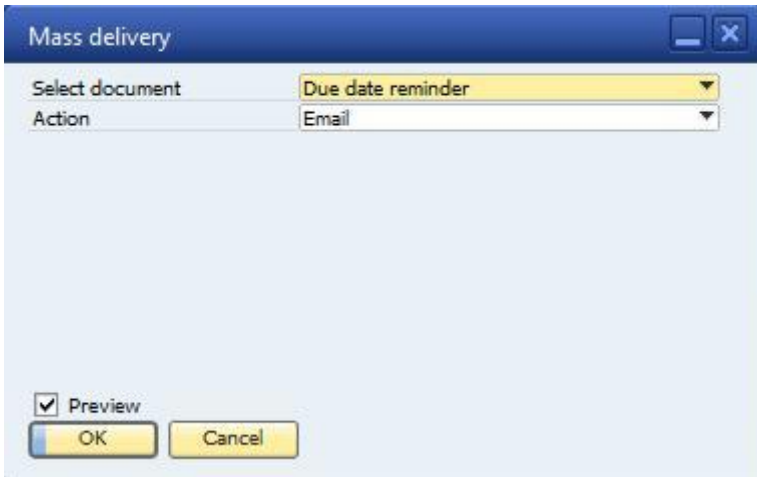 Mass delivery
Select document Due date reminder
Action Email
Preview
OK Cancel